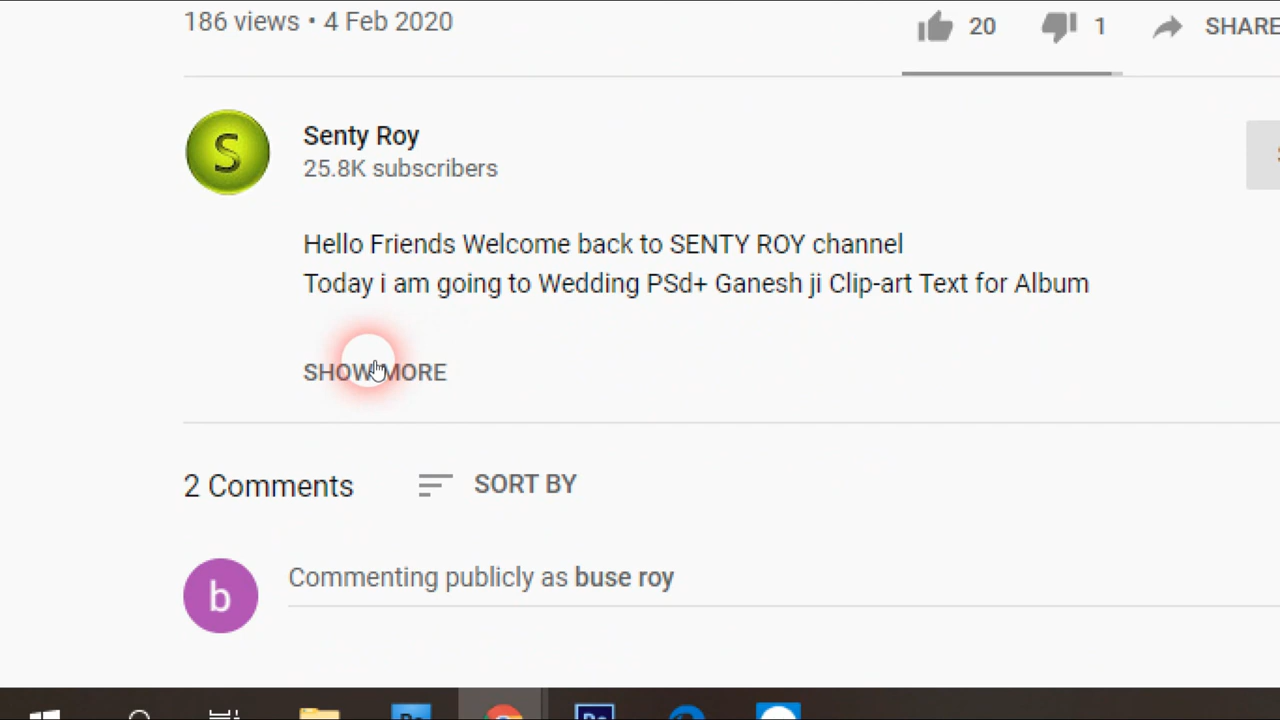 186 views • 4 Feb 2020
20
1
SHARE
S
Senty Roy
25.8K subscribers
Hello Friends Welcome back to SENTY ROY channel
Today i am going to Wedding PSd+ Ganesh ji Clip-art Text for Album
SHOW MORE
2 Comments
SORT BY
b
Commenting publicly as buse roy